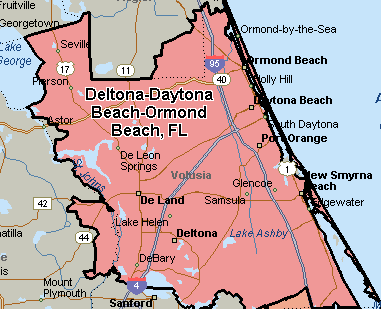 Fruitville
Georgetown
Lake
George
Seville
17
Pierson
11
Astor
95
40
Ormond-by-the-Sea
Ormond Beach
Holly Hill
Daytona Beach
South Daytona
Port Orange
Deltona-Daytona
Beach-Ormond
Beach, FL
De Leon
Springs
Volusia
1
St Johns
New Smyrna
Beach
Edgewater
Glencoe
Samsula
De Land
42
44
Lake Helen
Deltona
Lake Ashby
DeBary
4
Mount
Plymouth
Sanford